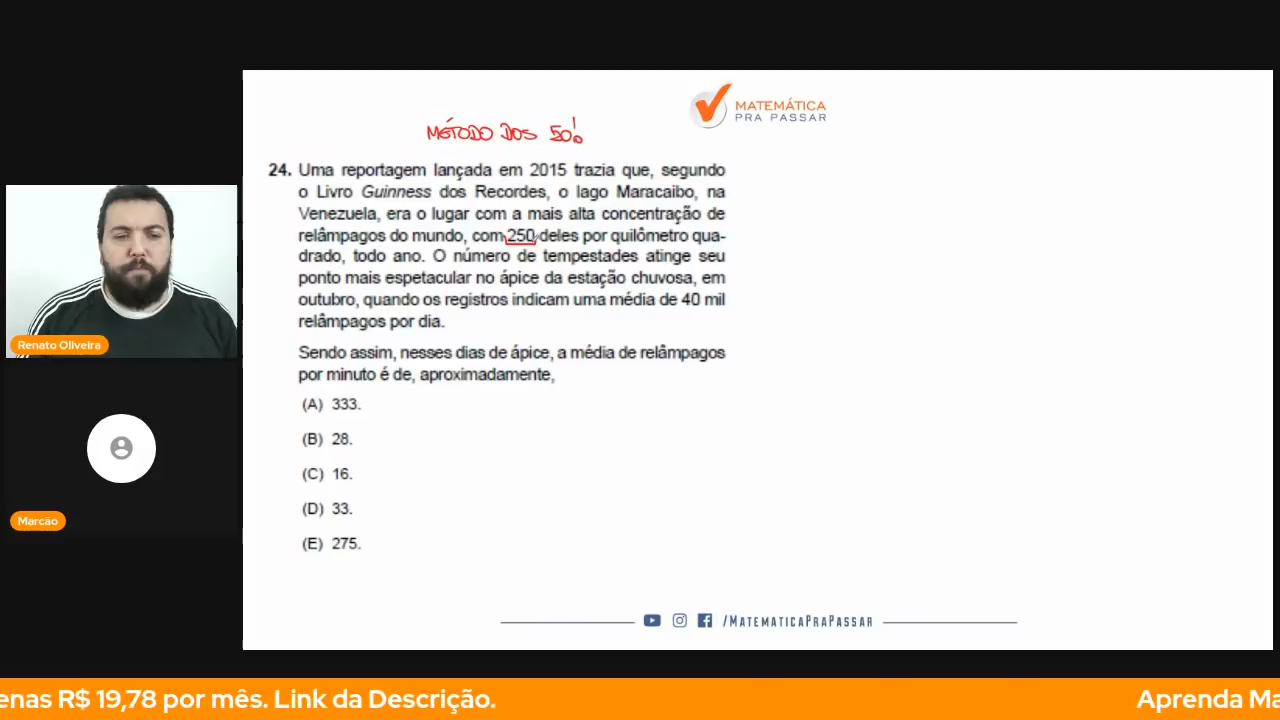 MATEMÁTICA
PRA PASSAR
MÉTODO DOS 50!
24. Uma reportagem lançada em 2015 trazia que, segundo
o Livro Guinness dos Recordes, o lago Maracaibo, na
Venezuela, era o lugar com a mais alta concentração de
relâmpagos do mundo, com 250 deles por quilômetro qua-
drado, todo ano. O número de tempestades atinge seu
ponto mais espetacular no ápice da estação chuvosa, em
outubro, quando os registros indicam uma média de 40 mil
relâmpagos por dia.
Sendo assim, nesses dias de ápice, a média de relâmpagos
por minuto é de, aproximadamente,
(A) 333.
(B) 28.
(C) 16.
(D) 33.
(E) 275.
Renato Oliveira
Marcão
/MATEMATICAPRAPASSAR
enas R$ 19,78 por mês. Link da Descrição.
Aprenda Ma